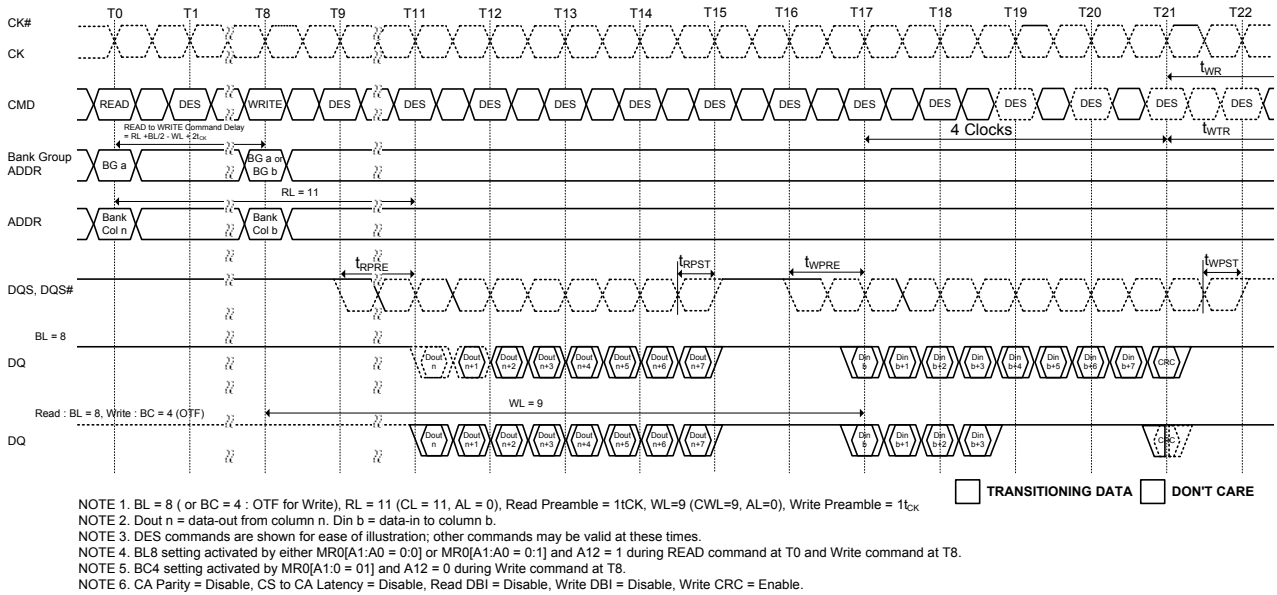 T0 T1 T8 T9 T11 T12 T13 T14 T15 T16 T17 T18 T19 T20 T21 T22
CK#
CK
tWR
CMD READ DES WRITE DES DES DES DES DES DES DES DES DES DES DES DES DES
READ to WRITE Command Delay
= RL +BL/2 - WL + 2tCK
4 Clocks
tWTR
Bank Group
ADDR
BG a
BG a or
BG b
RL = 11
ADDR
Bank
Col n
Bank
Col b
tRPRE tRPST tWPRE tWPST
DQS, DQS#
BL = 8
DQ
Dout
n
Dout
n+1
Dout
n+2
Dout
n+3
Dout
n+4
Dout
n+5
Dout
n+6
Dout
n+7
Din
b
Din
b+1
Din
b+2
Din
b+3
Din
b+4
Din
b+5
Din
b+6
Din
b+7
CRC
Read : BL = 8, Write : BC = 4 (OTF)
WL = 9
DQ
Dout
n
Dout
n+1
Dout
n+2
Dout
n+3
Dout
n+4
Dout
n+5
Dout
n+6
Dout
n+7
Din
b
Din
b+1
Din
b+2
Din
b+3
CRC
TRANSITIONING DATA DON'T CARE
NOTE 1. BL = 8 ( or BC = 4 : OTF for Write), RL = 11 (CL = 11, AL = 0), Read Preamble = 1tCK, WL=9 (CWL=9, AL=0), Write Preamble = 1tCK
NOTE 2. Dout n = data-out from column n. Din b = data-in to column b.
NOTE 3. DES commands are shown for ease of illustration; other commands may be valid at these times.
NOTE 4. BL8 setting activated by either MR0[A1:A0 = 0:0] or MR0[A1:A0 = 0:1] and A12 = 1 during READ command at T0 and Write command at T8.
NOTE 5. BC4 setting activated by MR0[A1:0 = 01] and A12 = 0 during Write command at T8.
NOTE 6. CA Parity = Disable, CS to CA Latency = Disable, Read DBI = Disable, Write DBI = Disable, Write CRC = Enable.